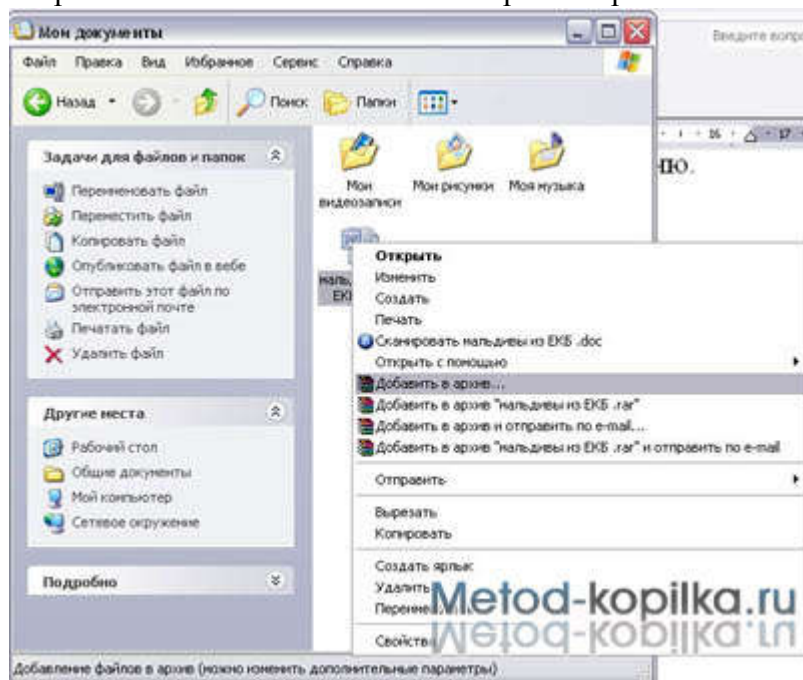 Мои документы
Файл Правка Вид Избранное Сервис Справка
Введите вопро
Назад Поиск Папки
16 17
Задачи для файлов и папок
Переименовать файл
Переместить файл
Копировать файл
Опубликовать файл в вебе
Отправить этот файл по
электронной почте
Печатать файл
Удалить файл
Другие места
Рабочий стол
Общие документы
Мой компьютер
Сетевое окружение
Подробно
Мои
видеозаписи
Мои рисунки
Моя музыка
ЕКБ
Открыть
Изменить
Создать
Печать
Сканировать мальдивы из ЕКБ .doc
Открыть с помощью
Добавить в архив...
Добавить в архив "мальдивы из ЕКБ .rar"
Добавить в архив и отправить по e-mail...
Добавить в архив "мальдивы из ЕКБ .rar" и отправить по e-mail
Отправить
Вырезать
Копировать
Создать ярлык
Удалить
Свойства
Metod-kopilka.ru
Добавление файлов в архив (можно изменить дополнительные параметры)